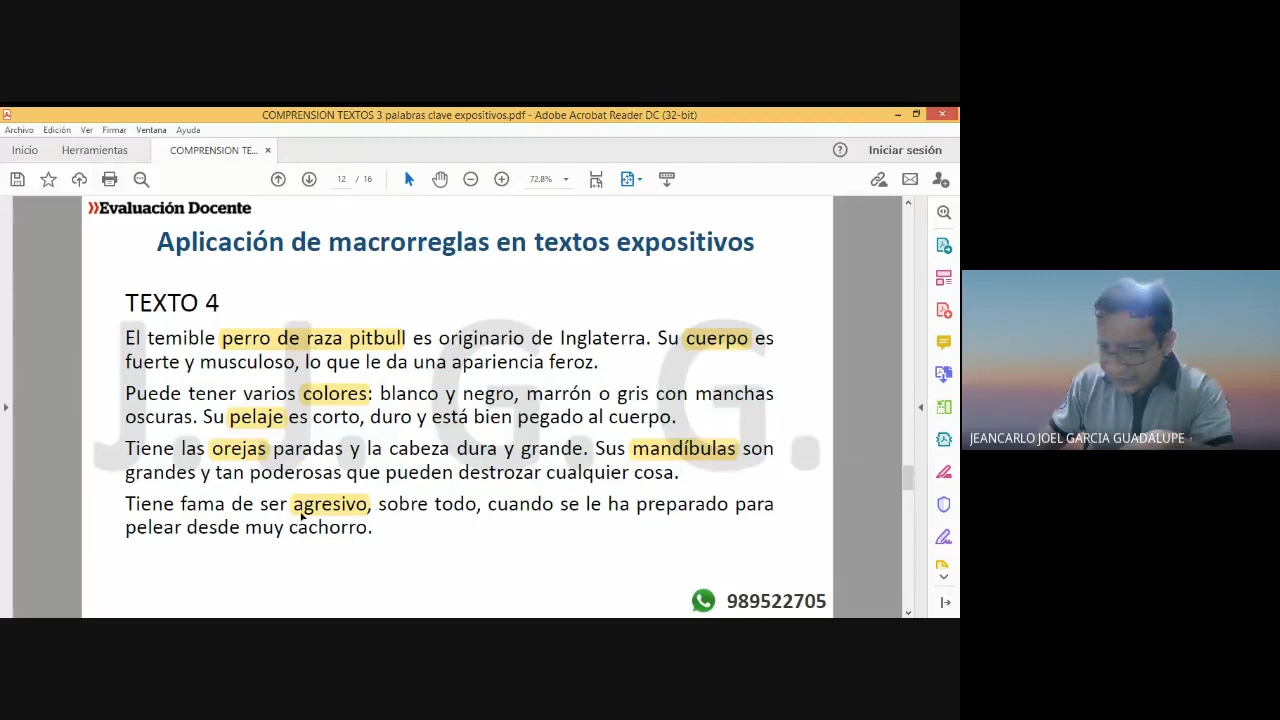 COMPRENSION TEXTOS 3 palabras clave expositivos.pdf - Adobe Acrobat Reader DC (32-bit)
Archivo Edición Ver Firmar Ventana Ayuda
Inicio Herramientas COMPRENSION TE... × Iniciar sesión
12 / 16 72.8%
»Evaluación Docente
Aplicación de macrorreglas en textos expositivos
TEXTO 4
El temible perro de raza pitbull es originario de Inglaterra. Su cuerpo es
fuerte y musculoso, lo que le da una apariencia feroz.
Puede tener varios colores: blanco y negro, marrón o gris con manchas
oscuras. Su pelaje es corto, duro y está bien pegado al cuerpo.
Tiene las orejas paradas y la cabeza dura y grande. Sus mandíbulas son
grandes y tan poderosas que pueden destrozar cualquier cosa.
Tiene fama de ser agresivo, sobre todo, cuando se le ha preparado para
pelear desde muy cachorro.
J. J. G. G.
989522705
JEANCARLO JOEL GARCIA GUADALUPE